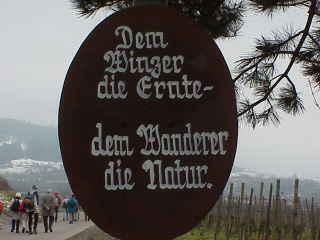 Dem
Winzer
die Ernte-
dem Wanderer
die Natur.